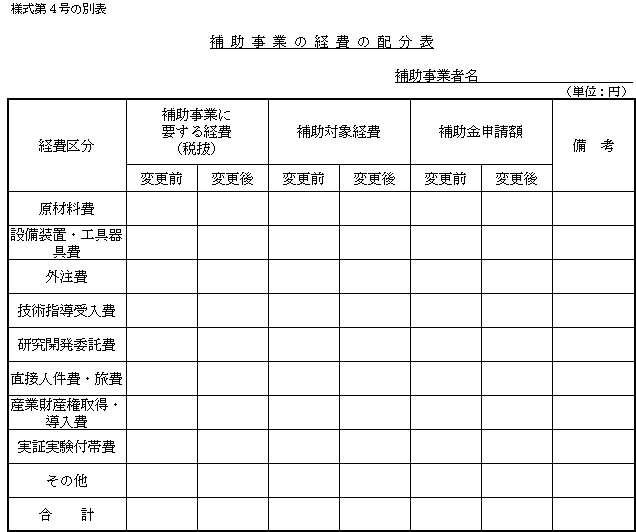 様式第４号の別表
補助事業の経費の配分表
補助事業者名
（単位：円）
経費区分
補助事業に
要する経費
（税抜）
補助対象経費
補助金申請額
備　考
変更前 変更後 変更前 変更後 変更前 変更後
原材料費
設備装置・工具器
具費
外注費
技術指導受入費
研究開発委託費
直接人件費・旅費
産業財産権取得・
導入費
実証実験付帯費
その他
合　　計